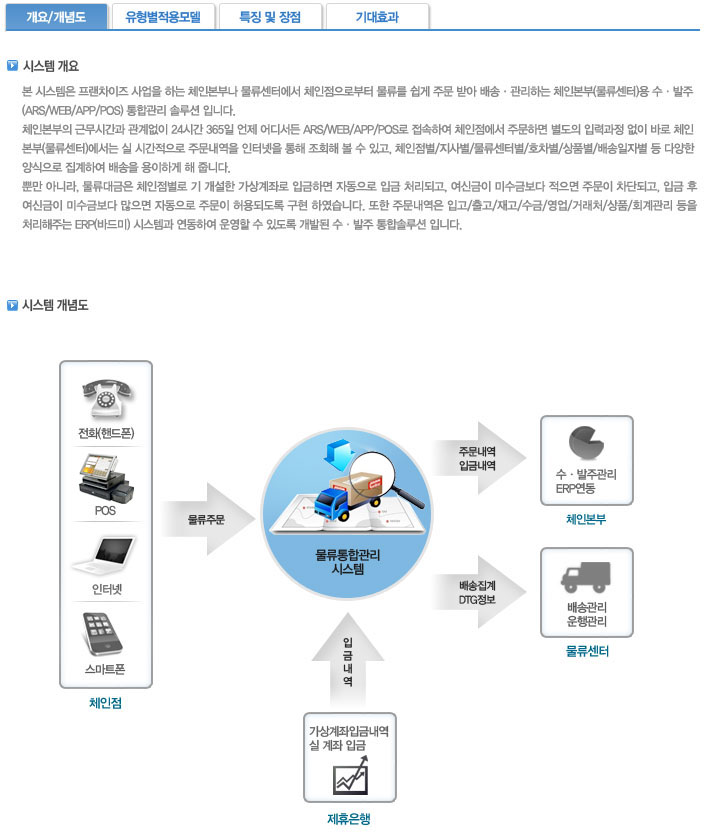 개요/개념도
유형별적용모델
특징 및 장점
기대효과
시스템 개요
본 시스템은 프랜차이즈 사업을 하는 체인본부나 물류센터에서 체인점으로부터 물류를 쉽게 주문 받아 배송 · 관리하는 체인본부(물류센터)용 수 · 발주
(ARS/WEB/APP/POS) 통합관리 솔루션 입니다.
체인본부의 근무시간과 관계없이 24시간 365일 언제 어디서든 ARS/WEB/APP/POS로 접속하여 체인점에서 주문하면 별도의 입력과정 없이 바로 체인
본부(물류센터)에서는 실 시간적으로 주문내역을 인터넷을 통해 조회해 볼 수 있고, 체인점별/지사별/물류센터별/호차별/상품별/배송일자별 등 다양한
양식으로 집계하여 배송을 용이하게 해 줍니다.
뿐만 아니라, 물류대금은 체인점별로 기 개설한 가상계좌로 입금하면 자동으로 입금 처리되고, 여신금이 미수금보다 적으면 주문이 차단되고, 입금 후
여신금이 미수금보다 많으면 자동으로 주문이 허용되도록 구현 하였습니다. 또한 주문내역은 입고/출고/재고/수금/영업/거래처/상품/회계관리 등을
처리해주는 ERP(바드미) 시스템과 연동하여 운영할 수 있도록 개발된 수 · 발주 통합솔루션 입니다.
시스템 개념도
전화(핸드폰)
POS
인터넷
스마트폰
체인점
물류주문
물류통합관리
시스템
주문내역
입금내역
수 · 발주관리
ERP연동
체인본부
배송집계
DTG정보
배송관리
운행관리
물류센터
입
금
내
역
가상계좌입금내역
실 계좌 입금
제휴은행